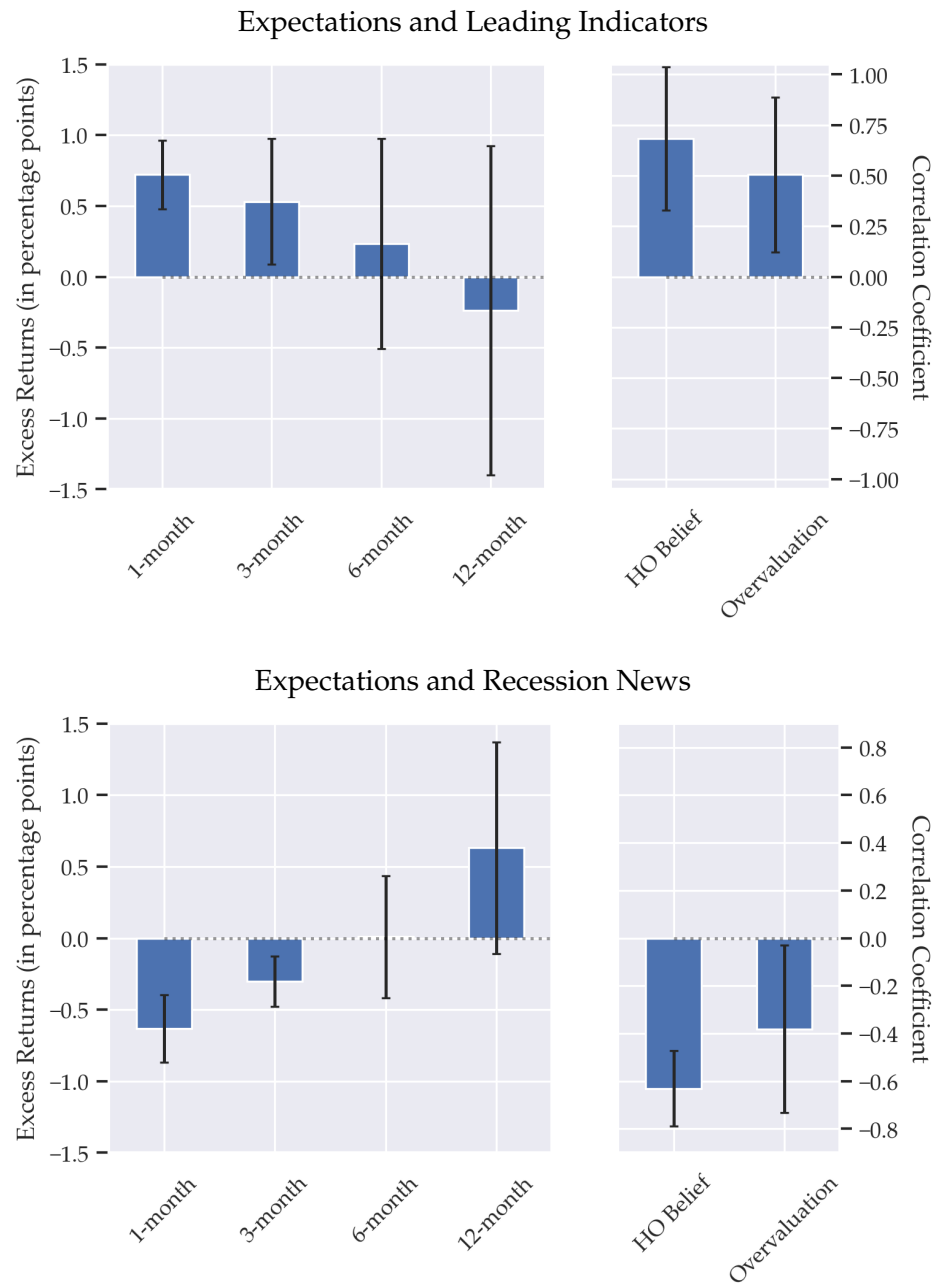 Expectations and Leading Indicators
Excess Returns (in percentage points)
1.5
1.0
0.5
0.0
−0.5
−1.0
−1.5
1-month
3-month
6-month
12-month
1.00
0.75
0.50
0.25
0.00
−0.25
−0.50
−0.75
−1.00
Correlation Coefficient
HO Belief
Overvaluation
Expectations and Recession News
Excess Returns (in percentage points)
1.5
1.0
0.5
0.0
−0.5
−1.0
−1.5
1-month
3-month
6-month
12-month
0.8
0.6
0.4
0.2
0.0
−0.2
−0.4
−0.6
−0.8
Correlation Coefficient
HO Belief
Overvaluation